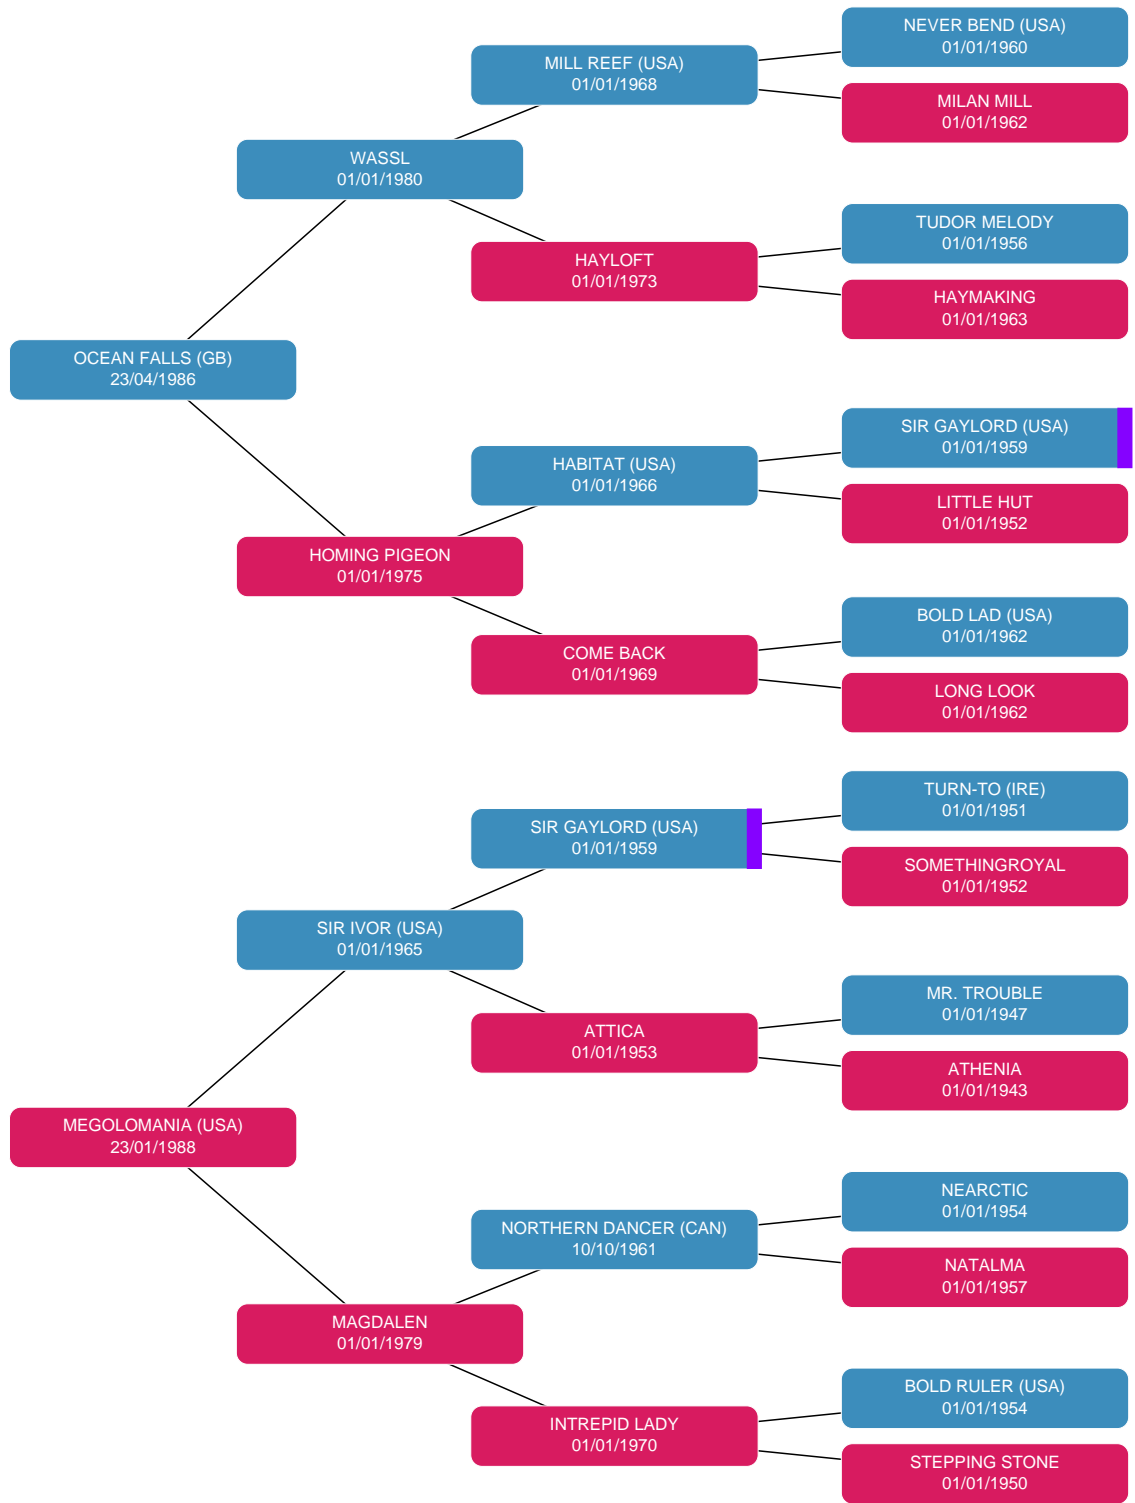 NEVER BEND (USA)
01/01/1960
MILL REEF (USA)
01/01/1968
MILAN MILL
01/01/1962
WASSL
01/01/1980
TUDOR MELODY
01/01/1956
HAYLOFT
01/01/1973
HAYMAKING
01/01/1963
OCEAN FALLS (GB)
23/04/1986
SIR GAYLORD (USA)
01/01/1959
HABITAT (USA)
01/01/1966
LITTLE HUT
01/01/1952
HOMING PIGEON
01/01/1975
BOLD LAD (USA)
01/01/1962
COME BACK
01/01/1969
LONG LOOK
01/01/1962
TURN-TO (IRE)
01/01/1951
SIR GAYLORD (USA)
01/01/1959
SOMETHINGROYAL
01/01/1952
SIR IVOR (USA)
01/01/1965
MR. TROUBLE
01/01/1947
ATTICA
01/01/1953
ATHENIA
01/01/1943
MEGOLOMANIA (USA)
23/01/1988
NEARCTIC
01/01/1954
NORTHERN DANCER (CAN)
10/10/1961
NATALMA
01/01/1957
MAGDALEN
01/01/1979
BOLD RULER (USA)
01/01/1954
INTREPID LADY
01/01/1970
STEPPING STONE
01/01/1950